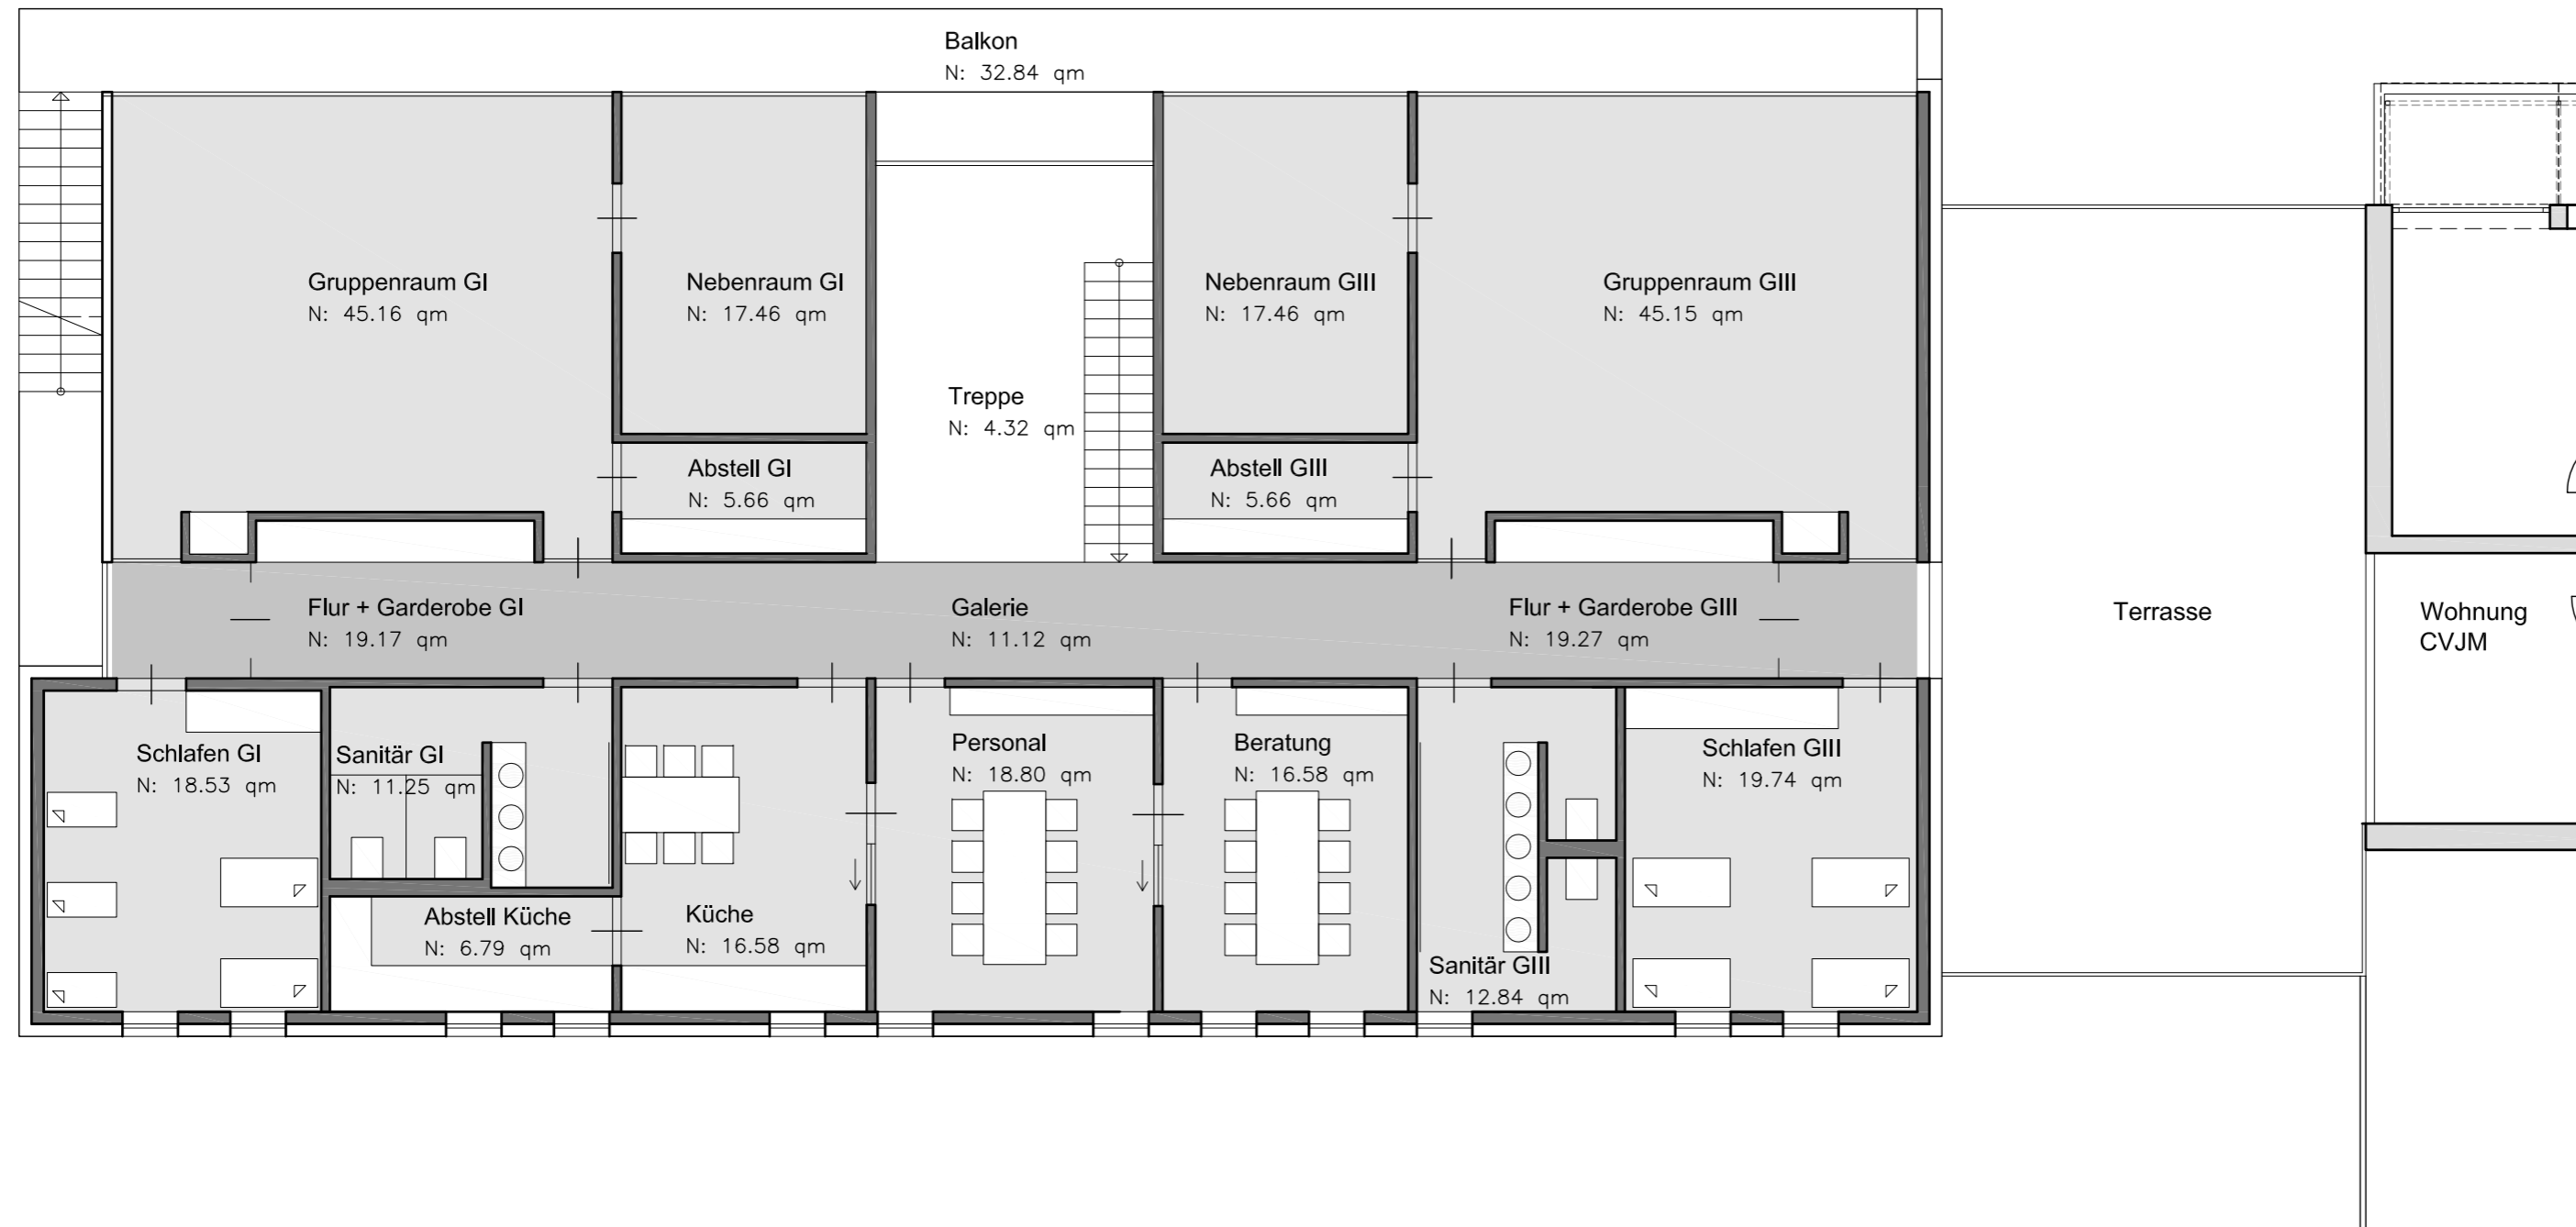 Balkon
N: 32.84 qm
Gruppenraum GI
N: 45.16 qm
Nebenraum GI
N: 17.46 qm
Nebenraum GIII
N: 17.46 qm
Gruppenraum GIII
N: 45.15 qm
Treppe
N: 4.32 qm
Abstell GI
N: 5.66 qm
Abstell GIII
N: 5.66 qm
Flur + Garderobe GI
N: 19.17 qm
Galerie
N: 11.12 qm
Flur + Garderobe GIII
N: 19.27 qm
Terrasse
Wohnung
CVJM
Schlafen GI
N: 18.53 qm
Sanitär GI
N: 11.25 qm
Personal
N: 18.80 qm
Beratung
N: 16.58 qm
Schlafen GIII
N: 19.74 qm
Abstell Küche
N: 6.79 qm
Küche
N: 16.58 qm
Sanitär GIII
N: 12.84 qm